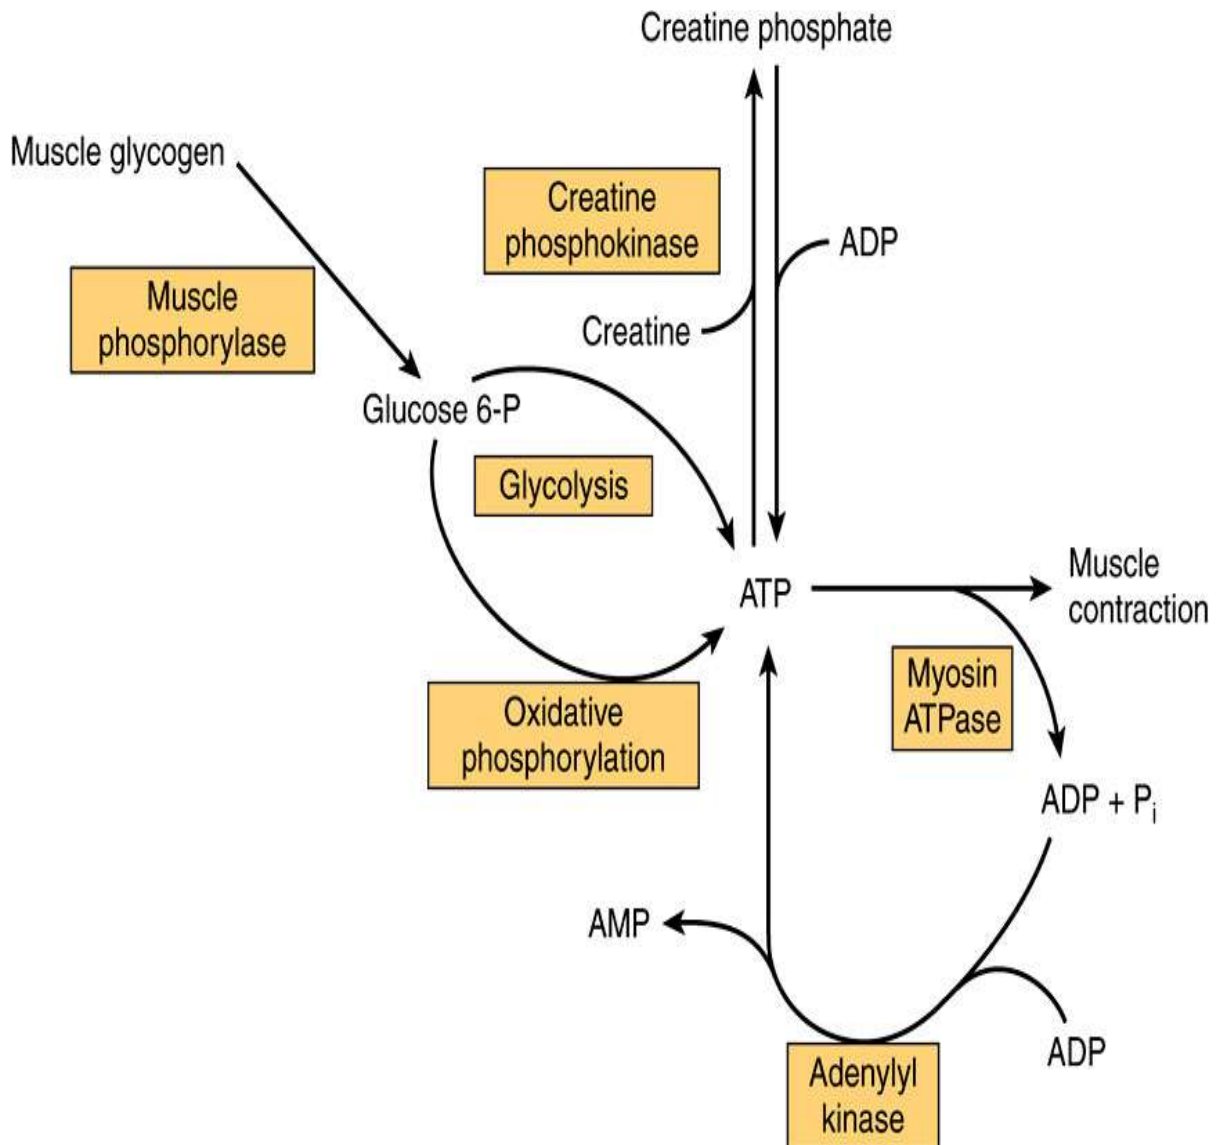 Creatine phosphate
Muscle glycogen
Creatine
phosphokinase
ADP
Muscle
phosphorylase
Creatine
Glucose 6-P
Glycolysis
ATP
Muscle
contraction
Myosin
ATPase
Oxidative
phosphorylation
ADP + Pi
AMP
ADP
Adenylyl
kinase